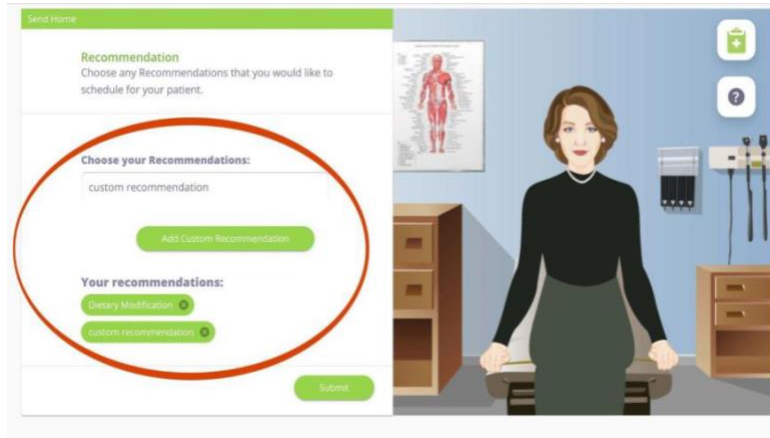 Send Home
Recommendation
Choose any Recommendations that you would like to
schedule for your patient.
Choose your Recommendations:
custom recommendation
Add Custom Recommendation
Your recommendations:
Dietary Modification
custom recommendation
Submit
?